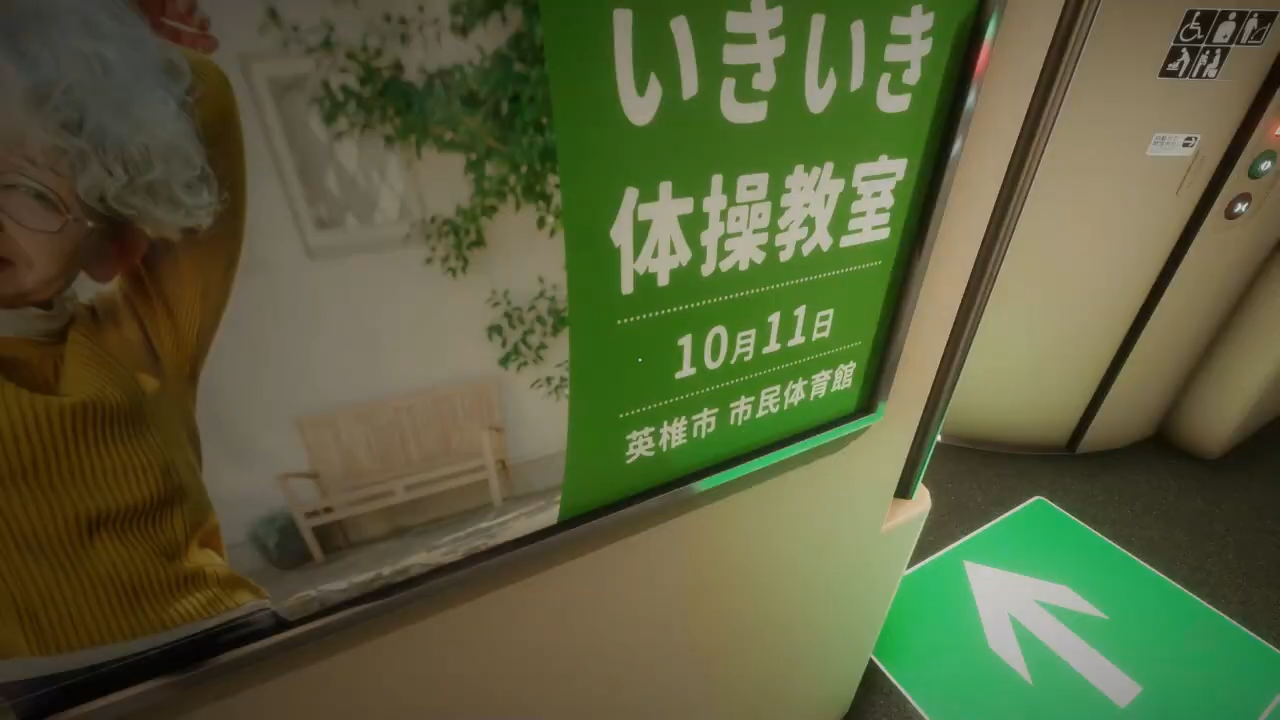 いきいき
体操教室
10月11日
英椎市 市民体育館